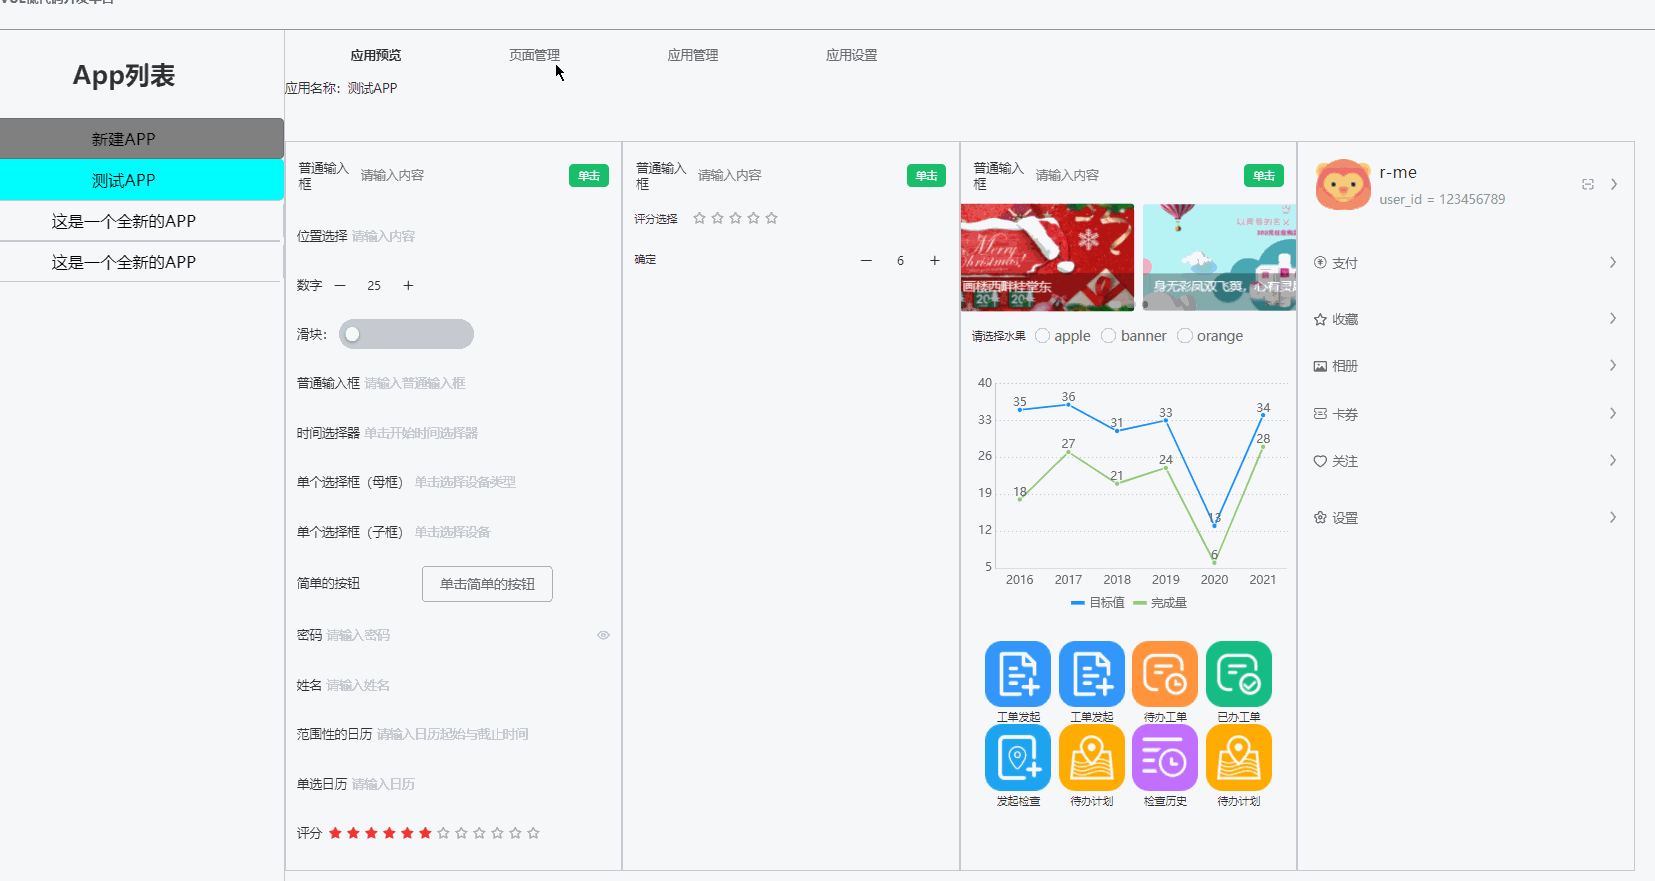 App列表
新建APP
测试APP
这是一个全新的APP
这是一个全新的APP
应用预览
页面管理
应用管理
应用设置
应用名称：测试APP
普通输入框
请输入内容
单击
位置选择 请输入内容
数字 — 25 +
滑块：
普通输入框 请输入普通输入框
时间选择器 单击开始时间选择器
单个选择框（母框） 单击选择设备类型
单个选择框（子框） 单击选择设备
简单的按钮
单击简单的按钮
密码 请输入密码
姓名 请输入姓名
范围性的日历 请输入日历起始与截止时间
单选日历 请输入日历
评分
普通输入框
请输入内容
单击
评分选择
确定
— 6 +
普通输入框
请输入内容
单击
Merry
Christmas!
画楼西畔桂堂东
身无彩凤双飞翼，心有灵
请选择水果 apple banner orange
40
33
26
19
12
5
35
36
31
33
13
34
18
27
21
24
6
28
2016 2017 2018 2019 2020 2021
目标值 完成量
工单发起
工单发起
待办工单
已办工单
发起检查
待办计划
检查历史
待办计划
r-me
user_id = 123456789
支付
收藏
相册
卡券
关注
设置